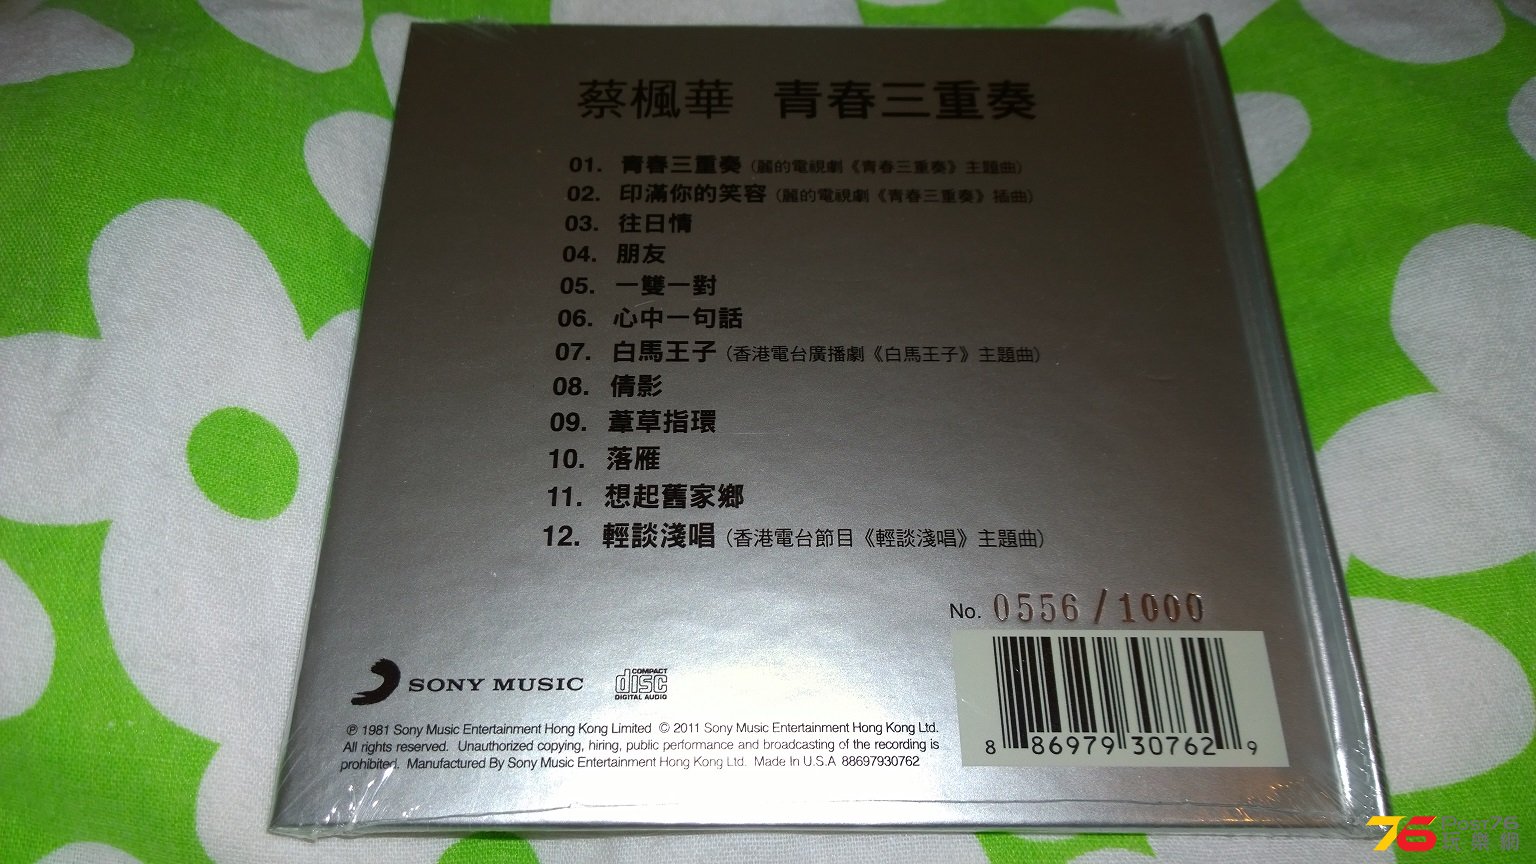 蔡楓華 青春三重奏
01. 青春三重奏 (麗的電視劇《青春三重奏》主題曲)
02. 印滿你的笑容 (麗的電視劇《青春三重奏》插曲)
03. 往日情
04. 朋友
05. 一雙一對
06. 心中一句話
07. 白馬王子 (香港電台廣播劇《白馬王子》主題曲)
08. 倩影
09. 葦草指環
10. 落雁
11. 想起舊家鄉
12. 輕談淺唱 (香港電台節目《輕談淺唱》主題曲)
No. 0556 / 1000
SONY MUSIC
COMPACT
disc
DIGITAL AUDIO
℗ 1981 Sony Music Entertainment Hong Kong Limited © 2011 Sony Music Entertainment Hong Kong Ltd.
All rights reserved. Unauthorized copying, hiring, public performance and broadcasting of the recording is
prohibited. Manufactured By Sony Music Entertainment Hong Kong Ltd. Made In U.S.A 88697930762
8 86979 30762 9
76
Post76
玩樂網